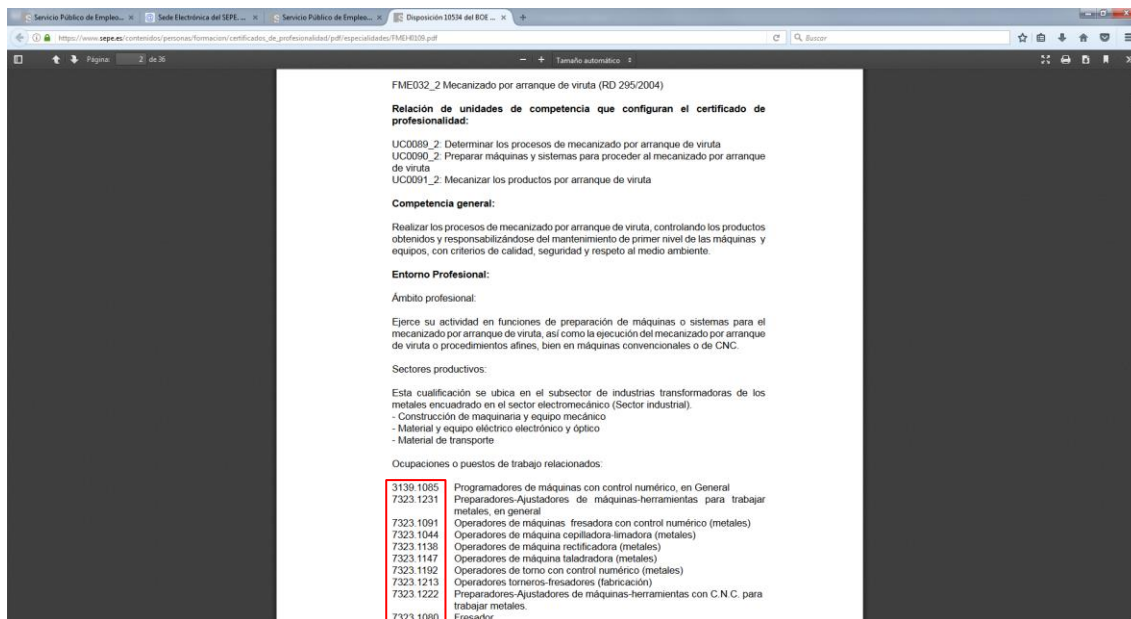 Servicio Público de Empleo...
Sede Electrónica del SEPE. ...
Servicio Público de Emplec...
Disposición 10534 del BOE ...
https://www.sepe.es/contenidos/personas/formacion/certificados_de_profesionalidad/pdf/especialidades/FMEH0109.pdf
Buscar
Página: 2 de 36
Tamaño automático
FME032_2 Mecanizado por arranque de viruta (RD 295/2004)
Relación de unidades de competencia que configuran el certificado de
profesionalidad:
UC0089_2: Determinar los procesos de mecanizado por arranque de viruta
UC0090_2: Preparar máquinas y sistemas para proceder al mecanizado por arranque
de viruta
UC0091_2: Mecanizar los productos por arranque de viruta
Competencia general:
Realizar los procesos de mecanizado por arranque de viruta, controlando los productos
obtenidos y responsabilizándose del mantenimiento de primer nivel de las máquinas y
equipos, con criterios de calidad, seguridad y respeto al medio ambiente.
Entorno Profesional:
Ámbito profesional:
Ejerce su actividad en funciones de preparación de máquinas o sistemas para el
mecanizado por arranque de viruta, así como la ejecución del mecanizado por arranque
de viruta o procedimientos afines, bien en máquinas convencionales o de CNC.
Sectores productivos:
Esta cualificación se ubica en el subsector de industrias transformadoras de los
metales encuadrado en el sector electromecánico (Sector industrial).
- Construcción de maquinaria y equipo mecánico
- Material y equipo eléctrico electrónico y óptico
- Material de transporte
Ocupaciones o puestos de trabajo relacionados:
3139.1085 Programadores de máquinas con control numérico, en General
7323.1231 Preparadores-Ajustadores de máquinas-herramientas para trabajar
metales, en general
7323.1091 Operadores de máquinas fresadora con control numérico (metales)
7323.1044 Operadores de máquina cepilladora-limadora (metales)
7323.1138 Operadores de máquina rectificadora (metales)
7323.1147 Operadores de máquina taladradora (metales)
7323.1192 Operadores de torno con control numérico (metales)
7323.1213 Operadores torneros-fresadores (fabricación)
7323.1222 Preparadores-Ajustadores de máquinas-herramientas con C.N.C. para
trabajar metales.
7323.1080 Fresador